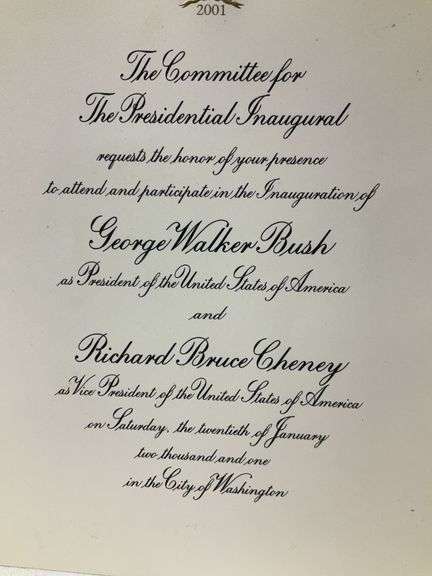 2001
The Committee for
The Presidential Inaugural
requests the honor of your presence
to attend and participate in the Inauguration of
George Walker Bush
as President of the United States of America
and
Richard Bruce Cheney
as Vice President of the United States of America
on Saturday, the twentieth of January
two thousand and one
in the City of Washington